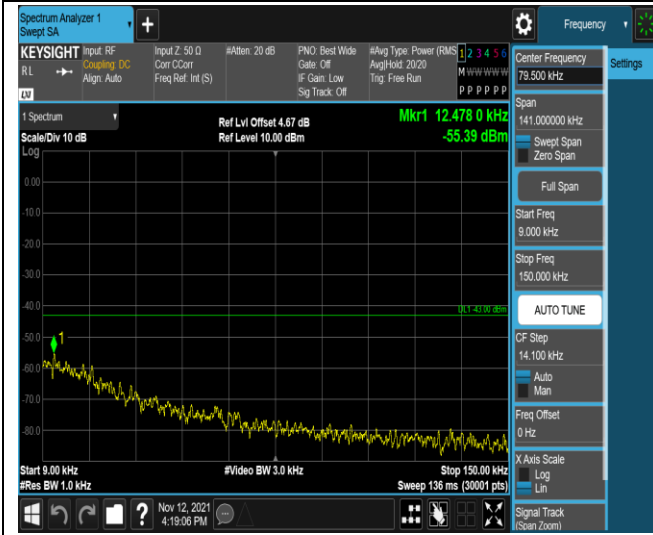 Spectrum Analyzer 1
Swept SA
+
Frequency
KEYSIGHT
RL
LXI
Input: RF
Coupling: DC
Align: Auto
Input Z: 50 Ω
Corr CCorr
Freq Ref: Int (S)
#Atten: 20 dB
PNO: Best Wide
Gate: Off
IF Gain: Low
Sig Track: Off
#Avg Type: Power (RMS
Avg|Hold: 20/20
Trig: Free Run
1 2 3 4 5 6
M W W W W W
P P P P P P
1 Spectrum
Scale/Div 10 dB
Log
Ref Lvl Offset 4.67 dB
Ref Level 10.00 dBm
Mkr1 12.478 0 kHz
-55.39 dBm
0.00
-10.0
-20.0
-30.0
-40.0
-50.0
-60.0
-70.0
-80.0
DL1 -43.00 dBm
1
Start 9.00 kHz
#Res BW 1.0 kHz
#Video BW 3.0 kHz
Stop 150.00 kHz
Sweep 136 ms (30001 pts)
Nov 12, 2021
4:19:06 PM
?
Center Frequency
79.500 kHz
Settings
Span
141.000000 kHz
Swept Span
Zero Span
Full Span
Start Freq
9.000 kHz
Stop Freq
150.000 kHz
AUTO TUNE
CF Step
14.100 kHz
Auto
Man
Freq Offset
0 Hz
X Axis Scale
Log
Lin
Signal Track
(Span Zoom)